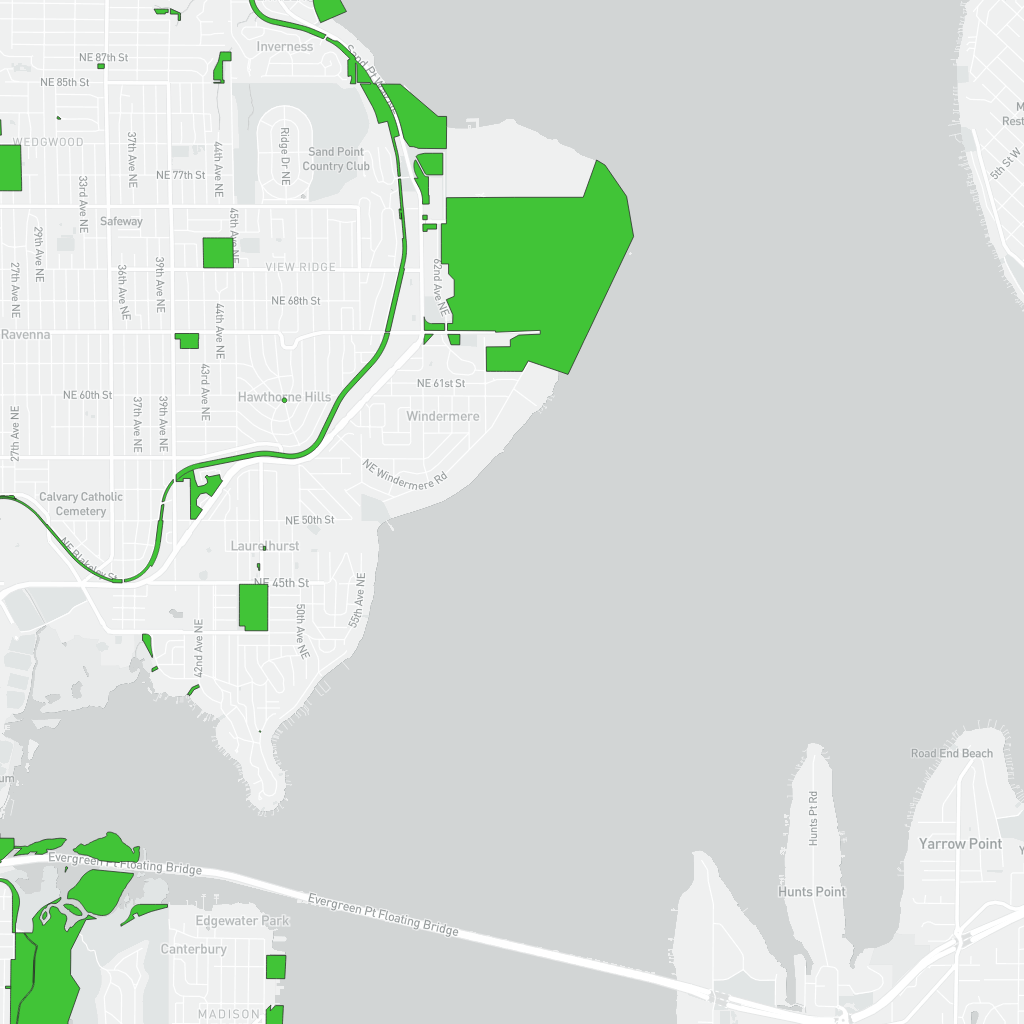 Inverness
Sand Pt
NE 87th St
NE 85th St
WEDGWOOD
37th Ave NE
Ridge Dr NE
Sand Point
Country Club
44th Ave NE
NE 77th St
33rd Ave NE
Safeway
45th Ave NE
29th Ave NE
27th Ave NE
36th Ave NE
39th Ave NE
VIEW RIDGE
62nd Ave NE
NE 68th St
44th Ave NE
Ravenna
43rd Ave NE
NE 61st St
NE 60th St
Hawthorne Hills
Windermere
27th Ave NE
37th Ave NE
39th Ave NE
NE Windermere Rd
Calvary Catholic
Cemetery
NE 50th St
NE Blakeley St
Laurelhurst
NE 45th St
55th Ave NE
50th Ave NE
42nd Ave NE
5th St W
Road End Beach
Hunts Pt Rd
Yarrow Point
Hunts Point
Evergreen Pt Floating Bridge
Evergreen Pt Floating Bridge
Edgewater Park
Canterbury
MADISON